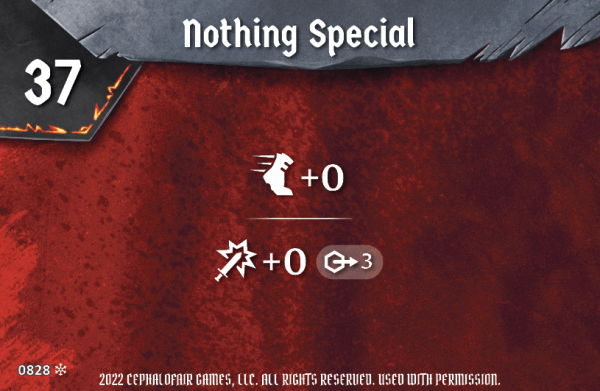 Nothing Special
37
+0
+0 3
0828
2022 CEPHALOFAIR GAMES, LLC. ALL RIGHTS RESERVED. USED WITH PERMISSION.